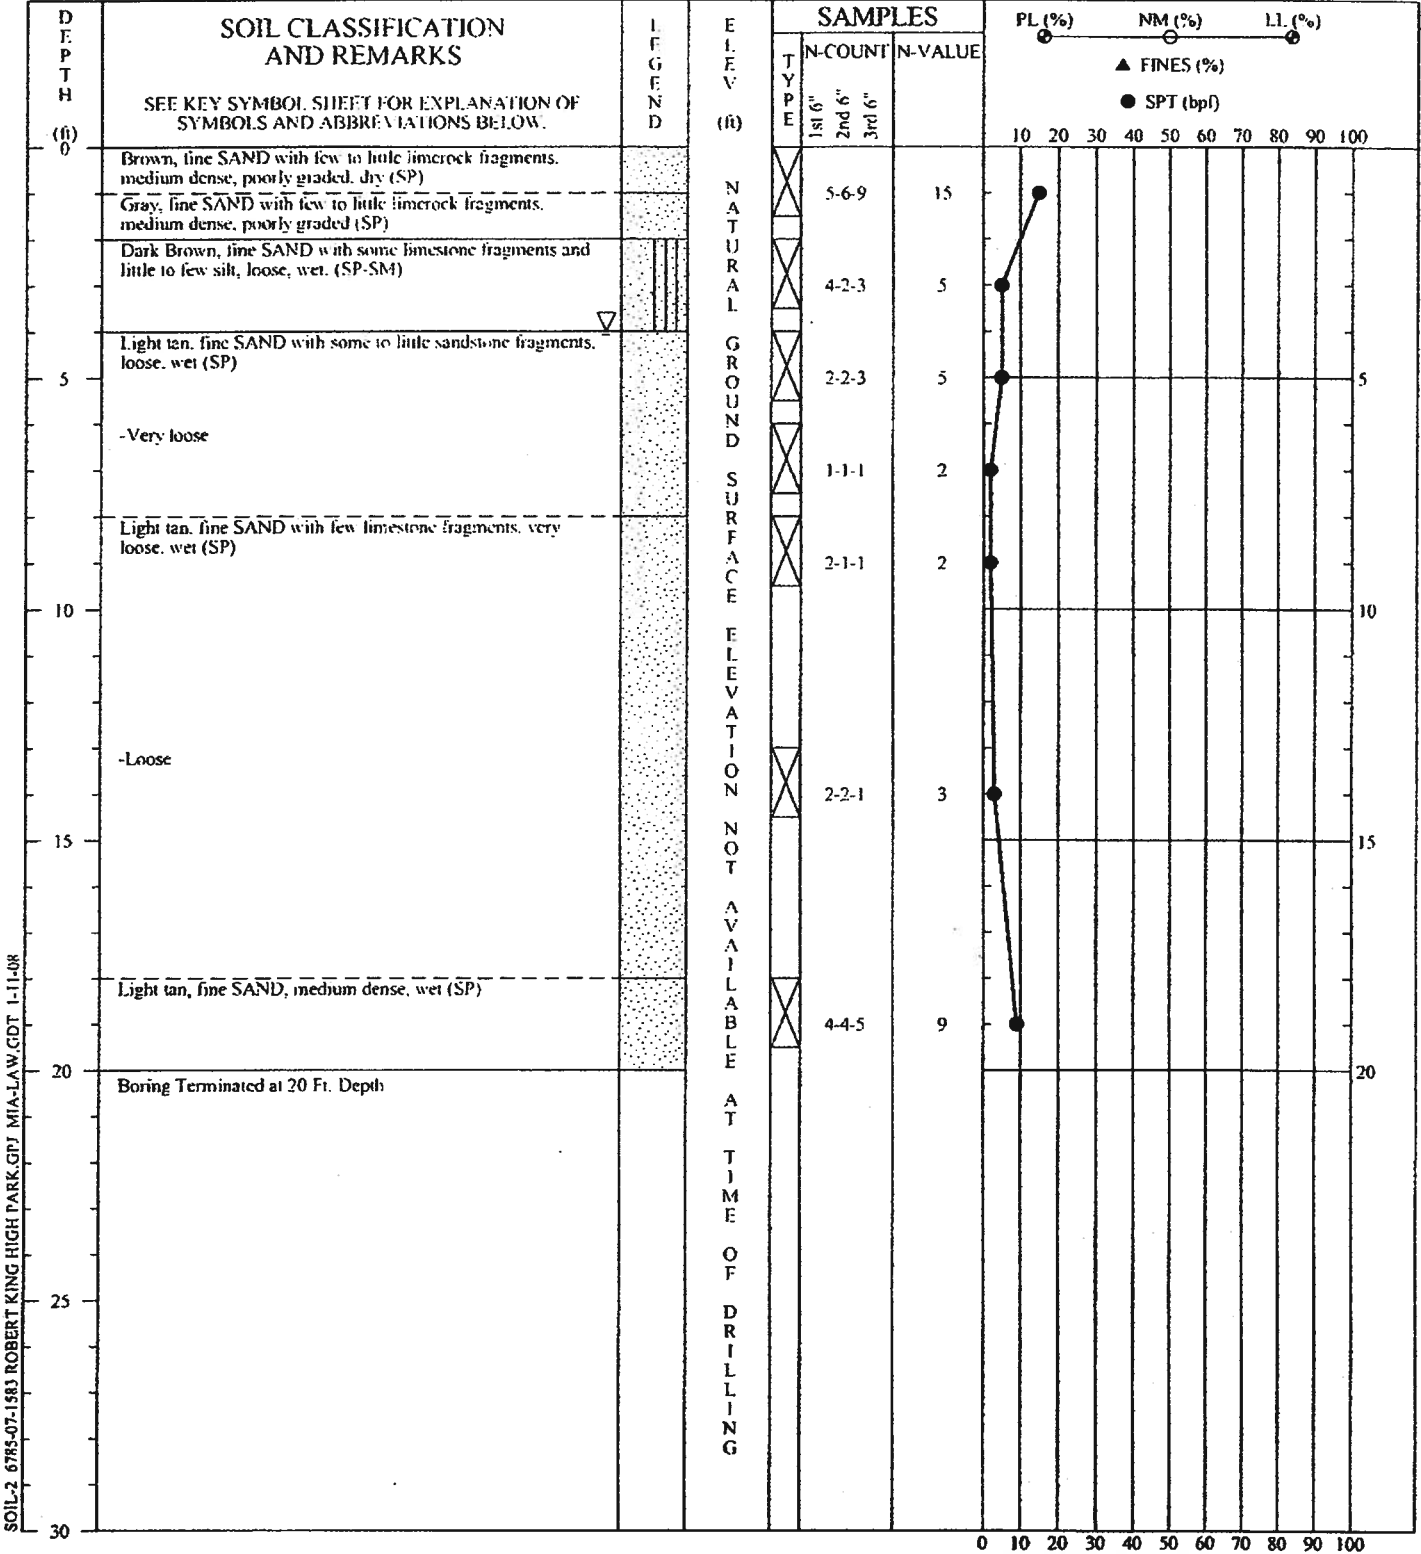 DEPTH (ft)
SOIL CLASSIFICATION
AND REMARKS
SEE KEY SYMBOL SHEET FOR EXPLANATION OF
SYMBOLS AND ABBREVIATIONS BELOW.
LEGEND
ELEV (ft)
SAMPLES
TYPE
N-COUNT
1st 6"
2nd 6"
3rd 6"
N-VALUE
PL (%) NM (%) LL (%)
▲ FINES (%)
● SPT (bpf)
10 20 30 40 50 60 70 80 90 100
0
Brown, fine SAND with few to little limerock fragments,
medium dense, poorly graded, dry (SP)
5-6-9 15
Gray, fine SAND with few to little limerock fragments,
medium dense, poorly graded (SP)
Dark Brown, fine SAND with some limestone fragments and
little to few silt, loose, wet. (SP-SM)
4-2-3 5
Light tan, fine SAND with some to little sandstone fragments,
loose, wet (SP)
5 2-2-3 5 5
-Very loose
1-1-1 2
Light tan, fine SAND with few limestone fragments, very
loose, wet (SP)
2-1-1 2
10 10
-Loose
2-2-1 3
15 15
Light tan, fine SAND, medium dense, wet (SP)
4-4-5 9
20 20
Boring Terminated at 20 Ft. Depth
25
30
0 10 20 30 40 50 60 70 80 90 100
NATURAL GROUND SURFACE ELEVATION NOT AVAILABLE AT TIME OF DRILLING
SOIL-2 6785-07-1583 ROBERT KING HIGH PARK.GPJ MIA-LAW.GDT 1-11-08